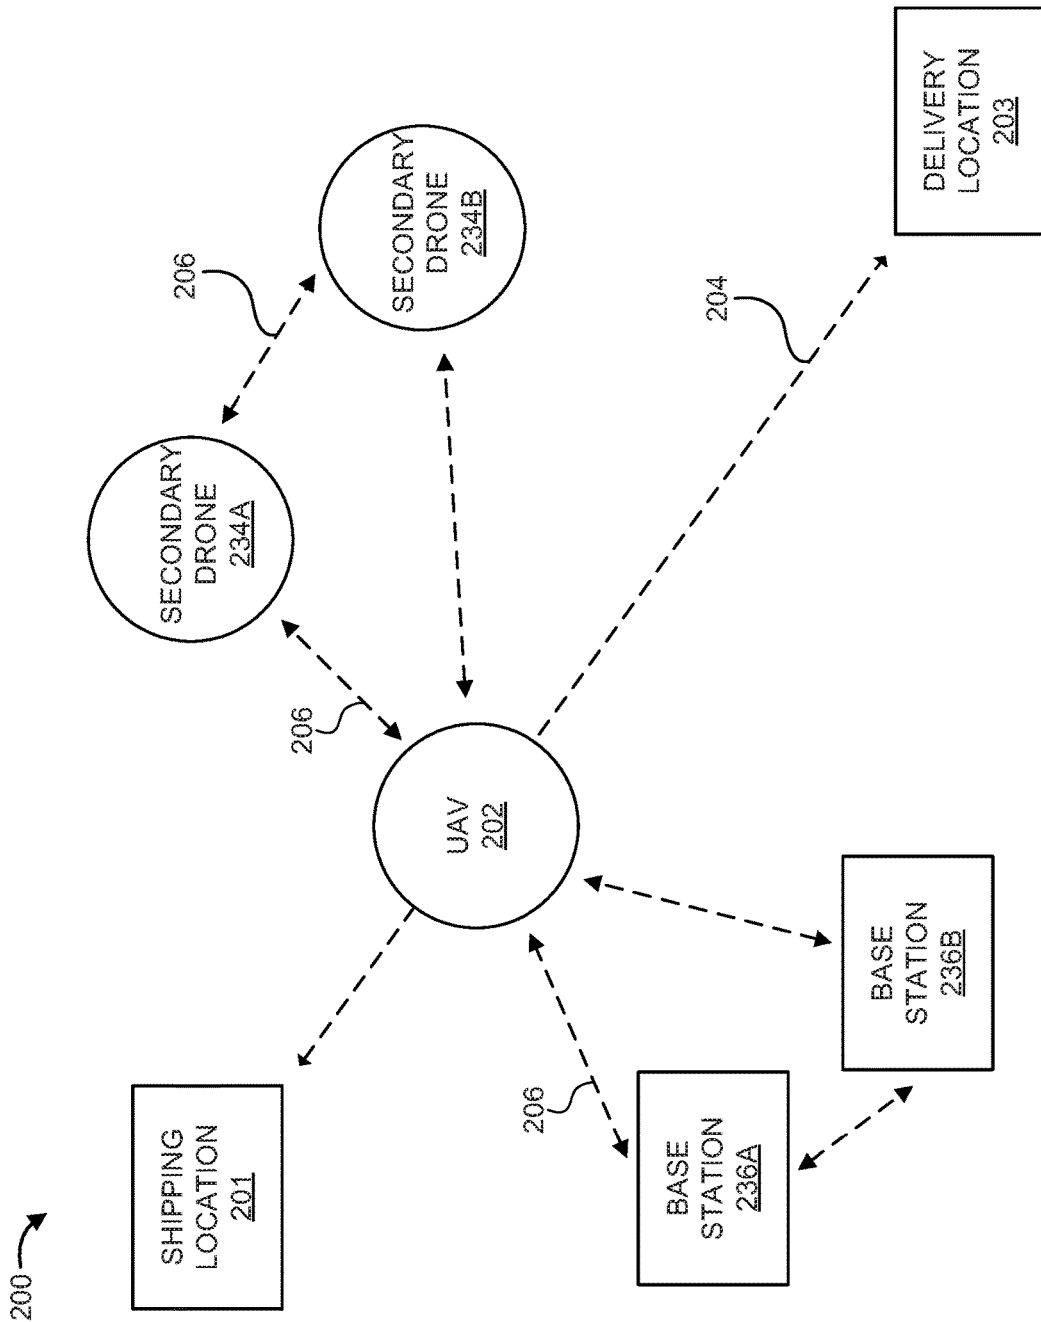 200
SHIPPING
LOCATION
201
206
SECONDARY
DRONE
234A
206
SECONDARY
DRONE
234B
UAV
202
206
BASE
STATION
236A
BASE
STATION
236B
204
DELIVERY
LOCATION
203